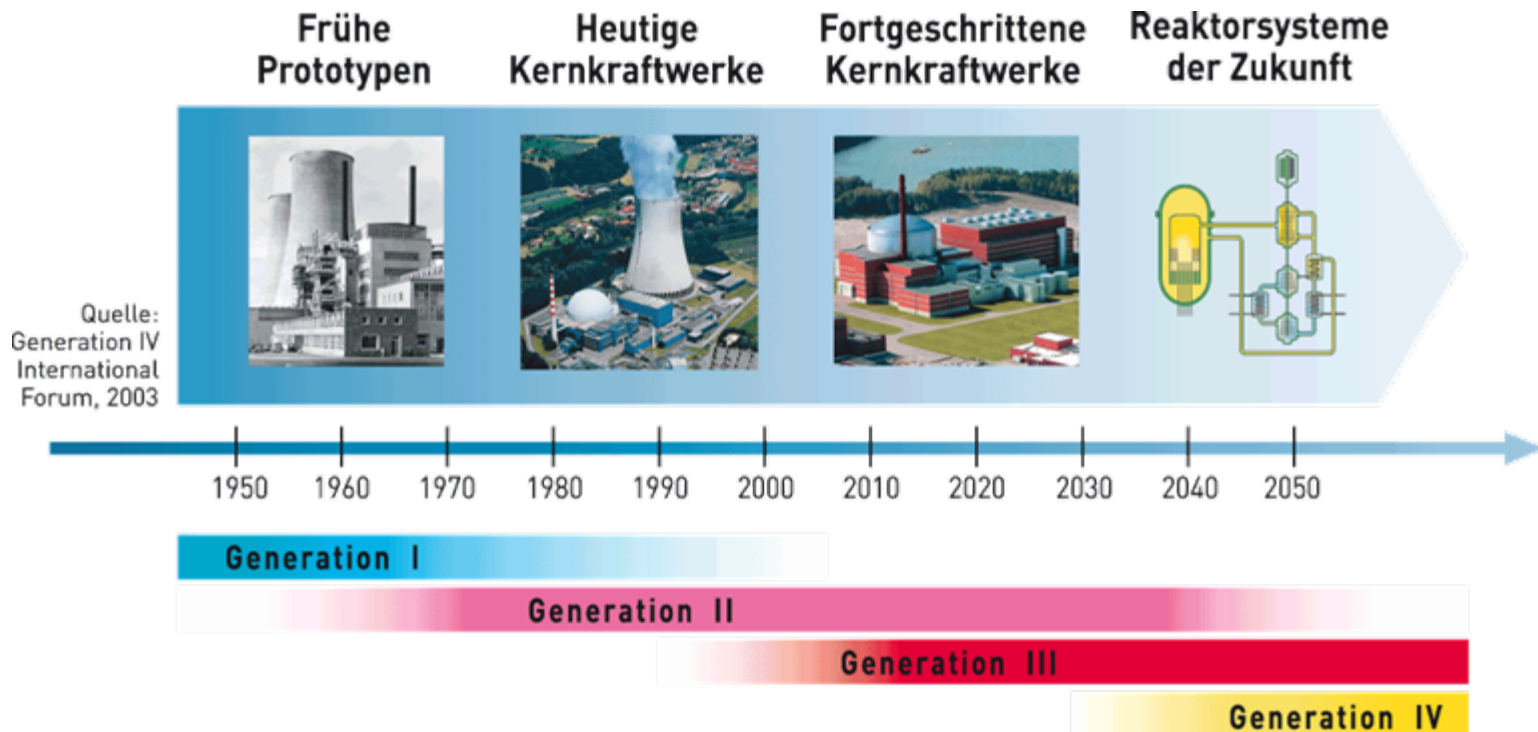 Frühe
Prototypen
Heutige
Kernkraftwerke
Fortgeschrittene
Kernkraftwerke
Reaktorsysteme
der Zukunft
Quelle:
Generation IV
International
Forum, 2003
1950 1960 1970 1980 1990 2000 2010 2020 2030 2040 2050
Generation I
Generation II
Generation III
Generation IV